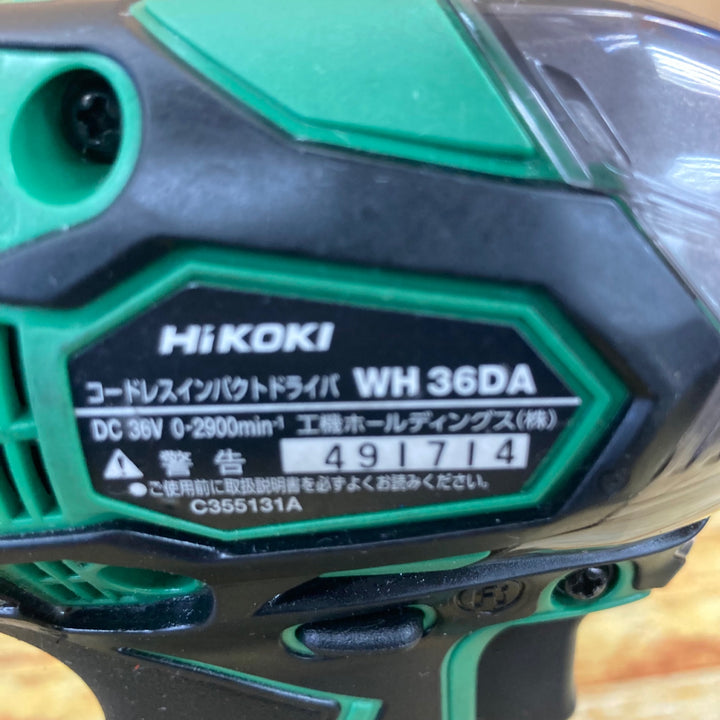 HiKOKI
コードレスインパクトドライバ WH 36DA
DC 36V 0-2900min⁻¹ 工機ホールディングス(株)
警告 491714
●ご使用前に取扱説明書を必ずよくお読みください。
C355131A